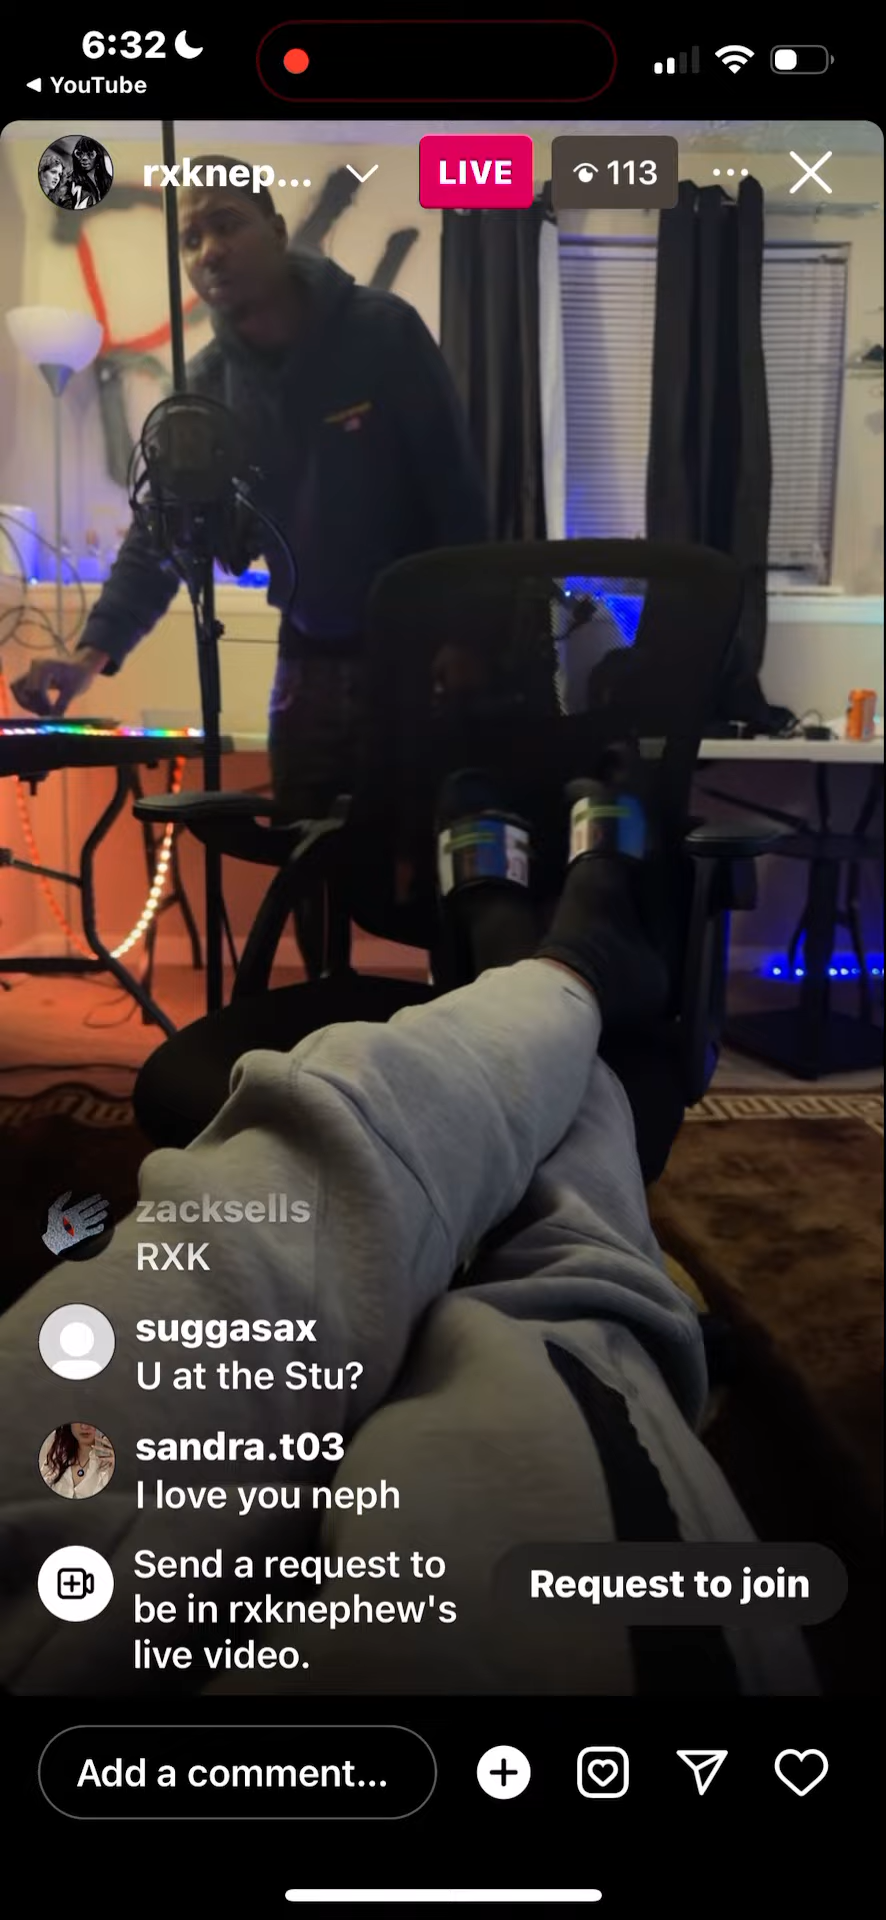 6:32
YouTube
rxknep...
LIVE
113
zacksells
RXK
suggasax
U at the Stu?
sandra.t03
I love you neph
Send a request to
be in rxknephew's
live video.
Request to join
Add a comment...